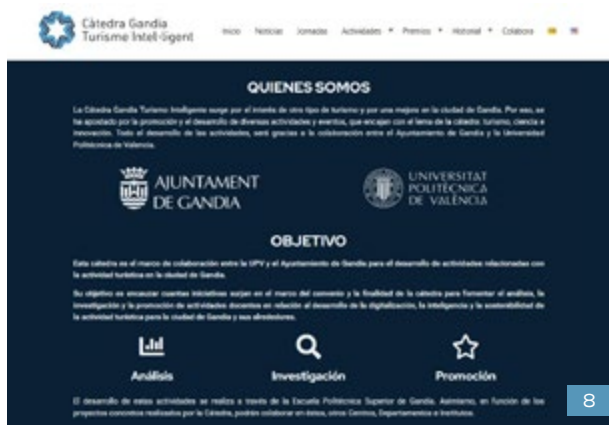 Càtedra Gandia
Turisme Intel·ligent
Inicio Noticias Jornadas Actividades Premios Historial Colabora
QUIENES SOMOS
La Cátedra Gandia Turismo Inteligente surge por el interés de otro tipo de turismo y por una mejora en la ciudad de Gandia. Por eso, se
ha apostado por la promoción y el desarrollo de diversas actividades y eventos, que encajan con el lema de la cátedra: turismo, ciencia e
innovación. Todo el desarrollo de las actividades, será gracias a la colaboración entre el Ajuntamiento de Gandia y la Universidad
Politécnica de Valencia.
AJUNTAMENT
DE GANDIA
UNIVERSITAT
POLITÈCNICA
DE VALÈNCIA
OBJETIVO
Esta cátedra es el marco de colaboración entre la UPV y el Ayuntamiento de Gandia para el desarrollo de actividades relacionadas con
la actividad turística en la ciudad de Gandia.
Su objetivo es encauzar cuantas iniciativas surjan en el marco del convenio y la finalidad de la cátedra para fomentar el análisis, la
investigación y la promoción de actividades docentes en relación al desarrollo de la digitalización, la inteligencia y la sostenibilidad de
la actividad turística para la ciudad de Gandia y sus alrededores.
Análisis
Investigación
Promoción
El desarrollo de estas actividades se realiza a través de la Escuela Politécnica Superior de Gandia. Asimismo, en función de los
proyectos concretos realizados por la Cátedra, podrán colaborar en éstos, otros Centros, Departamentos e Institutos.
8